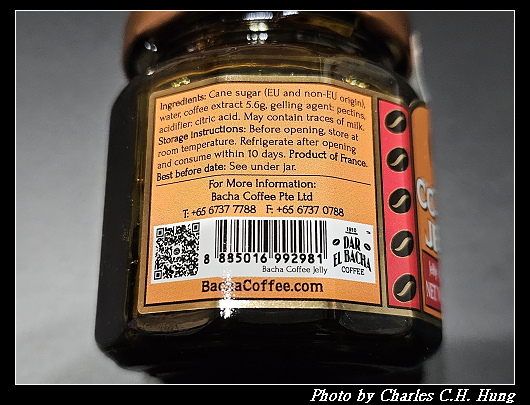 Ingredients: Cane sugar (EU and non-EU origin),
water, coffee extract 5.6g, gelling agent: pectins,
acidifier: citric acid. May contain traces of milk.
Storage Instructions: Before opening, store at
room temperature. Refrigerate after opening
and consume within 10 days. Product of France.
Best before date: See under jar.
For More Information:
Bacha Coffee Pte Ltd
T: +65 6737 7788 F: +65 6737 0788
8 885016 992981
Bacha Coffee Jelly
1910
DAR
EL BACHA
COFFEE
BachaCoffee.com
Photo by Charles C.H. Hung